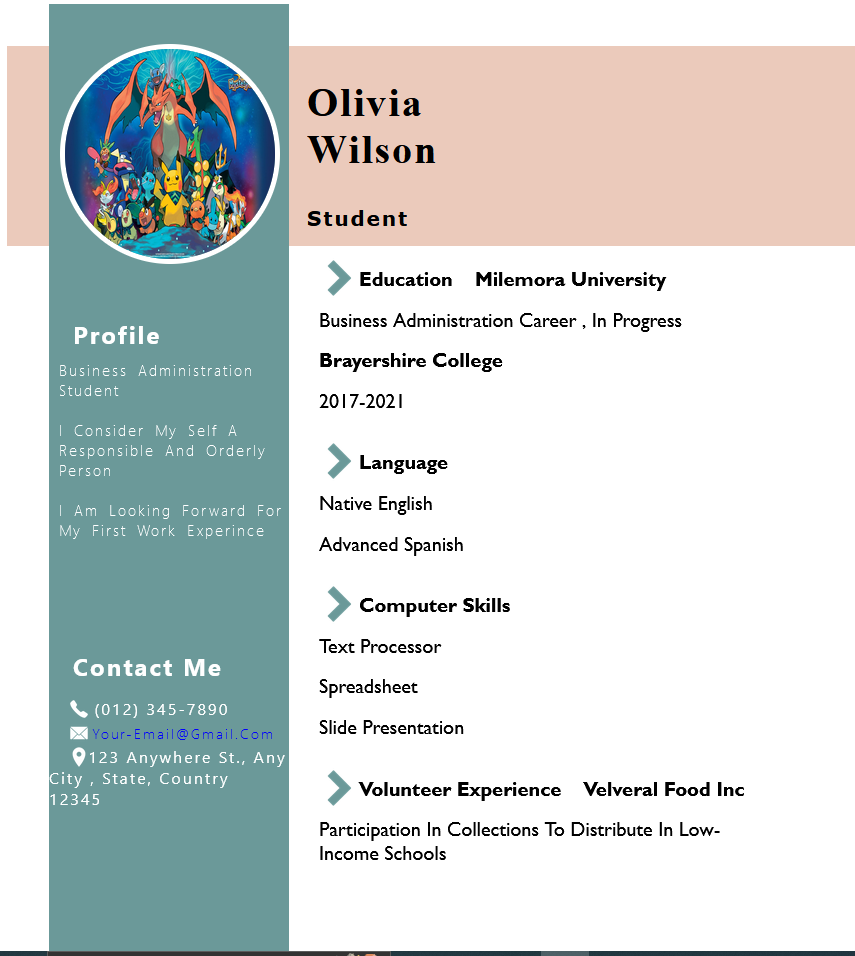 Olivia
Wilson
Student
Profile
Business Administration
Student
I Consider My Self A
Responsible And Orderly
Person
I Am Looking Forward For
My First Work Experince
Contact Me
(012) 345-7890
Your-Email@Gmail.Com
123 Anywhere St., Any
City , State, Country
12345
Education Milemora University
Business Administration Career , In Progress
Brayershire College
2017-2021
Language
Native English
Advanced Spanish
Computer Skills
Text Processor
Spreadsheet
Slide Presentation
Volunteer Experience Velveral Food Inc
Participation In Collections To Distribute In Low-
Income Schools